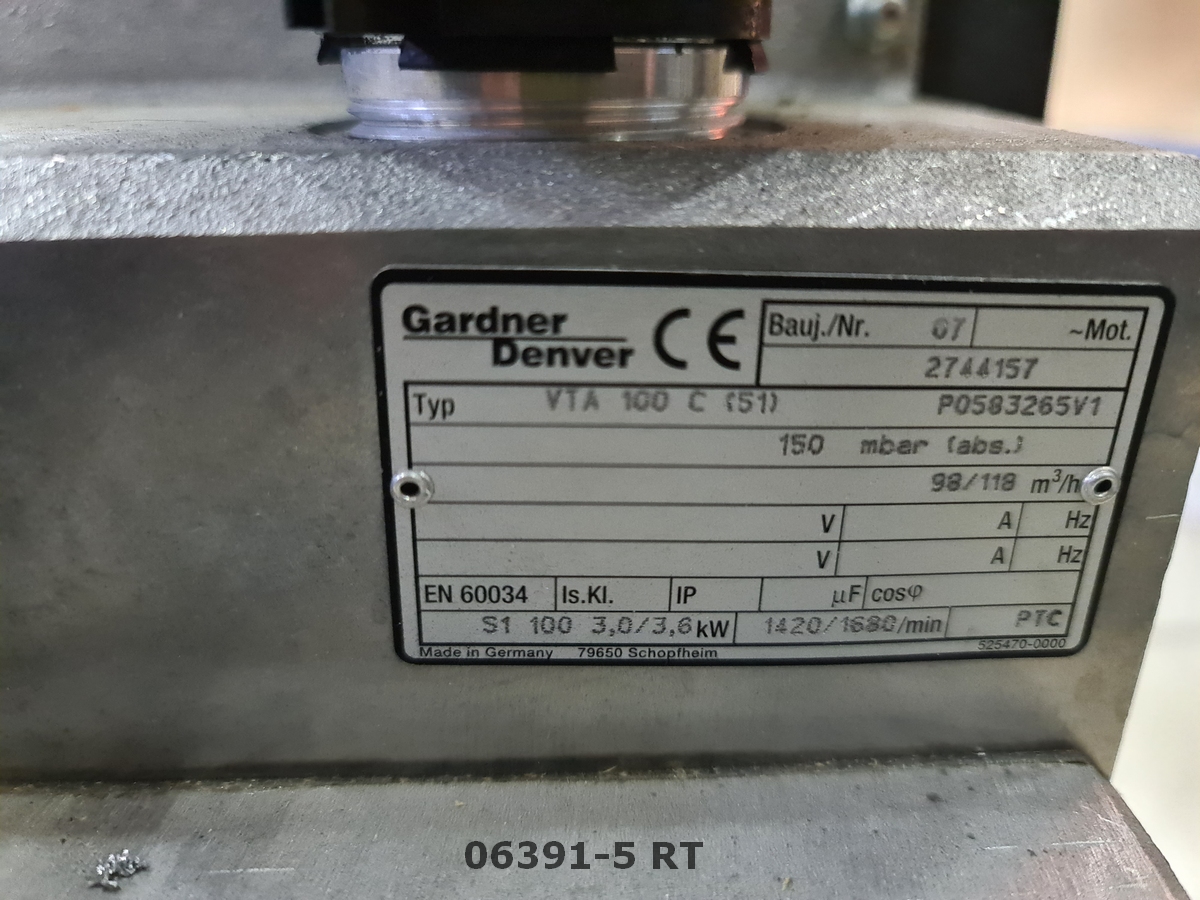 Gardner
Denver
CE
Bauj./Nr. 07 ~Mot.
2744157
Typ VTA 100 C (51) P0583265V1
150 mbar (abs.)
98/118 m³/h
V A Hz
V A Hz
EN 60034 Is.Kl. IP µF cosφ
S1 100 3,0/3,6 kW 1420/1680/min PTC
Made in Germany 79650 Schopfheim 525470-0000
06391-5 RT